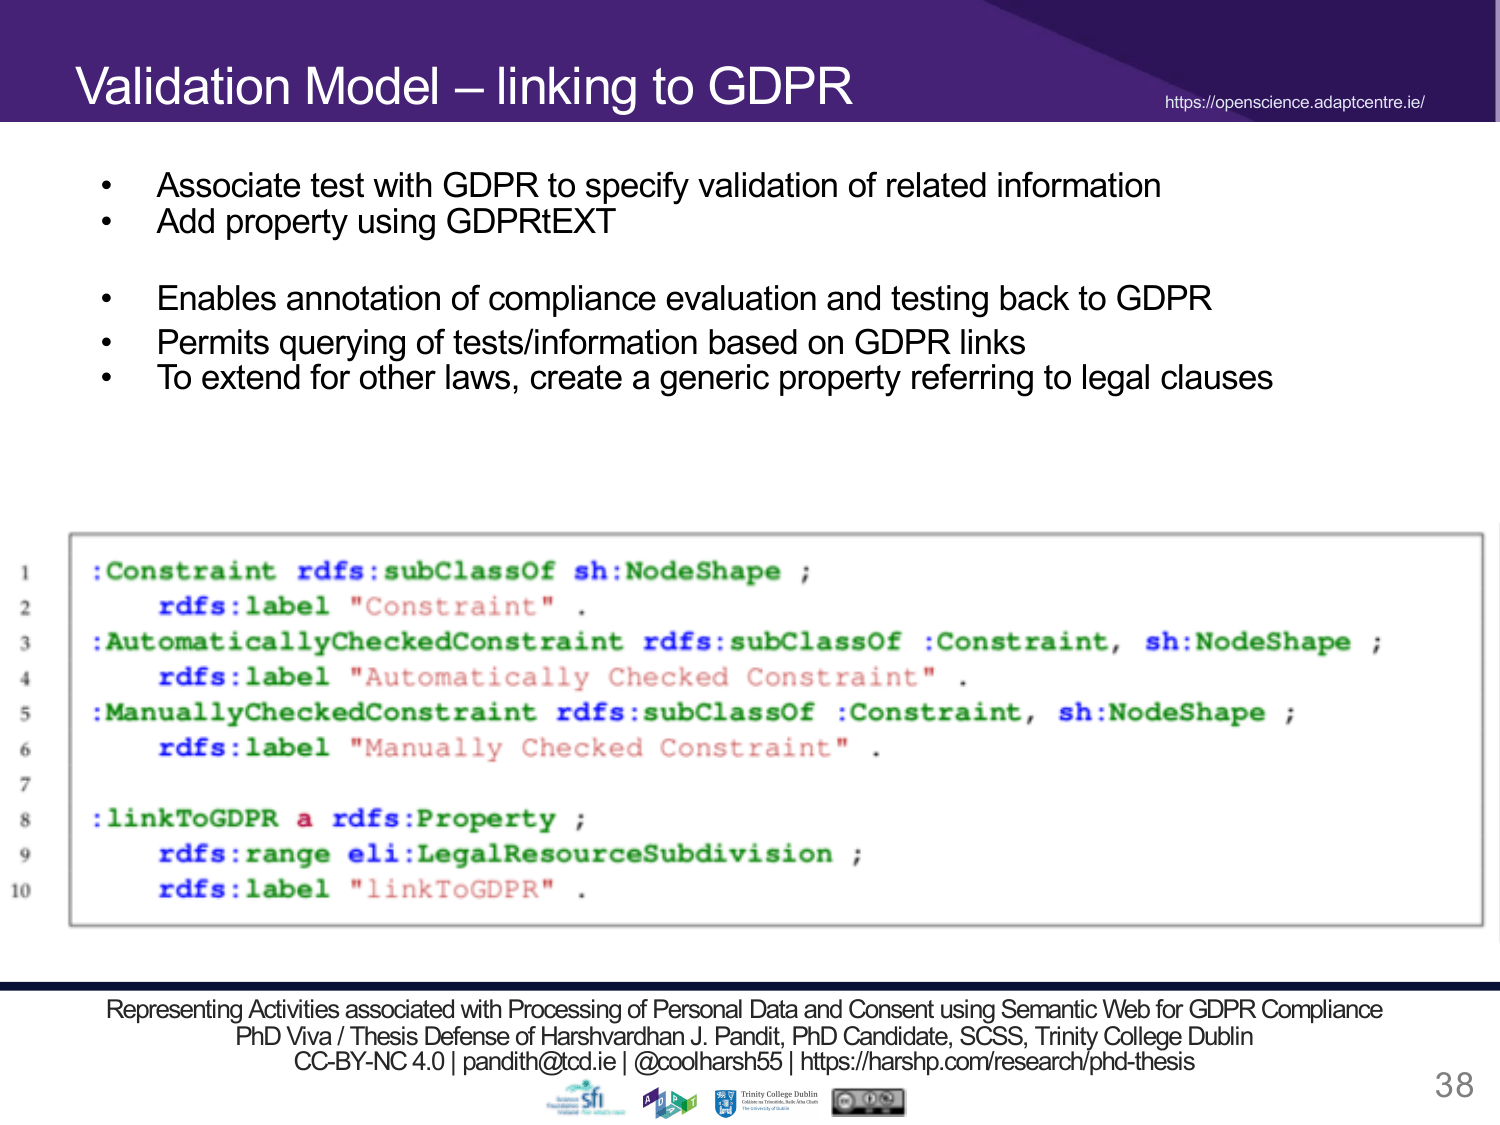 Validation Model – linking to GDPR
https://openscience.adaptcentre.ie/
• Associate test with GDPR to specify validation of related information
• Add property using GDPRtEXT
• Enables annotation of compliance evaluation and testing back to GDPR
• Permits querying of tests/information based on GDPR links
• To extend for other laws, create a generic property referring to legal clauses
1 :Constraint rdfs:subClassOf sh:NodeShape ;
2 rdfs:label "Constraint" .
3 :AutomaticallyCheckedConstraint rdfs:subClassOf :Constraint, sh:NodeShape ;
4 rdfs:label "Automatically Checked Constraint" .
5 :ManuallyCheckedConstraint rdfs:subClassOf :Constraint, sh:NodeShape ;
6 rdfs:label "Manually Checked Constraint" .
7
8 :linkToGDPR a rdfs:Property ;
9 rdfs:range eli:LegalResourceSubdivision ;
10 rdfs:label "linkToGDPR" .
Representing Activities associated with Processing of Personal Data and Consent using Semantic Web for GDPR Compliance
PhD Viva / Thesis Defense of Harshvardhan J. Pandit, PhD Candidate, SCSS, Trinity College Dublin
CC-BY-NC 4.0 | pandith@tcd.ie | @coolharsh55 | https://harshp.com/research/phd-thesis
sfi
ADAPT
Trinity College Dublin
The University of Dublin
cc
38